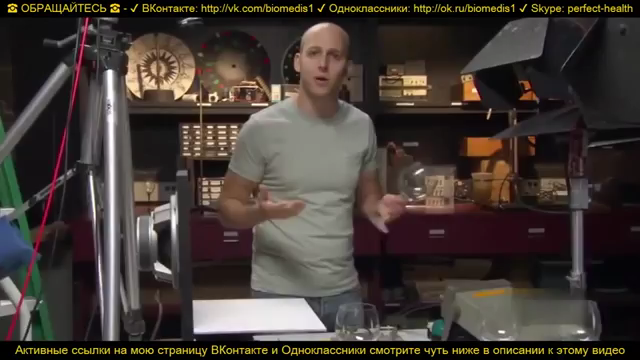 ☎ ОБРАЩАЙТЕСЬ ☎ - ✓ ВКонтакте: http://vk.com/biomedis1 ✓ Одноклассники: http://ok.ru/biomedis1 ✓ Skype: perfect-health
Активные ссылки на мою страницу ВКонтакте и Одноклассники смотрите чуть ниже в описании к этому видео